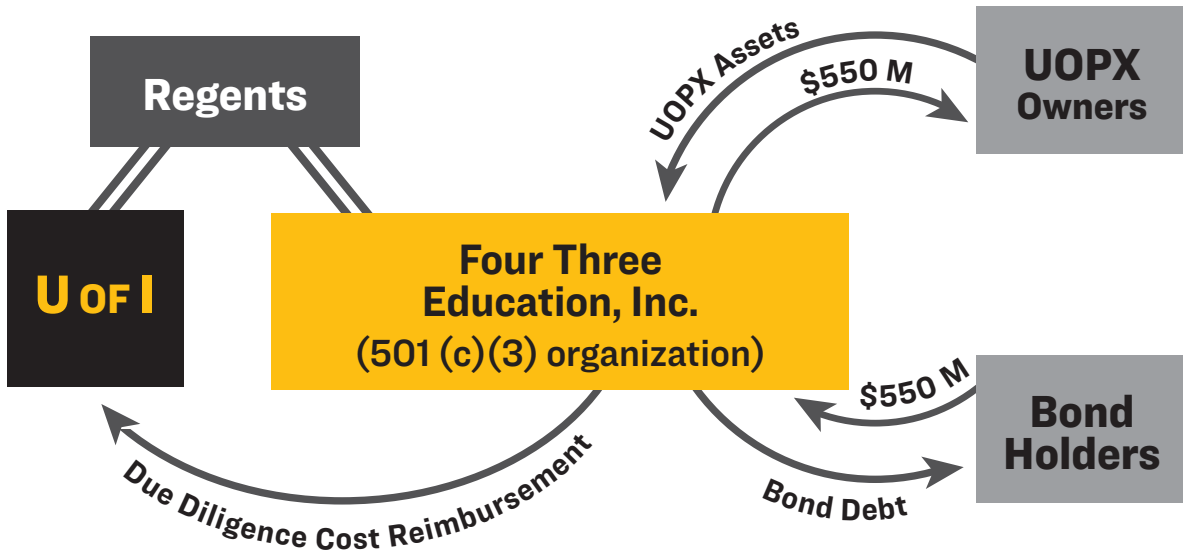 Regents
U OF I
Four Three
Education, Inc.
(501 (c)(3) organization)
UOPX Assets
$550 M
UOPX
Owners
$550 M
Bond
Holders
Bond Debt
Due Diligence Cost Reimbursement